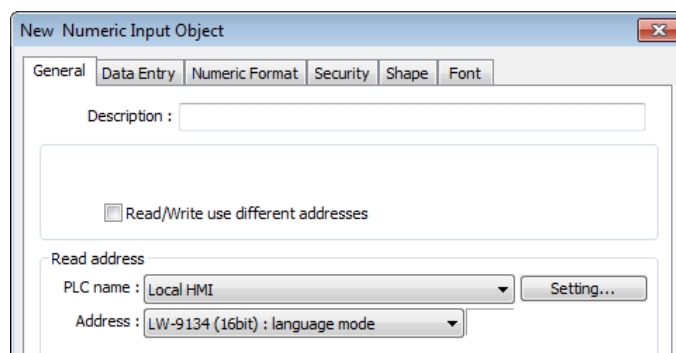 New Numeric Input Object
General Data Entry Numeric Format Security Shape Font
Description :
Read/Write use different addresses
Read address
PLC name : Local HMI Setting...
Address : LW-9134 (16bit) : language mode